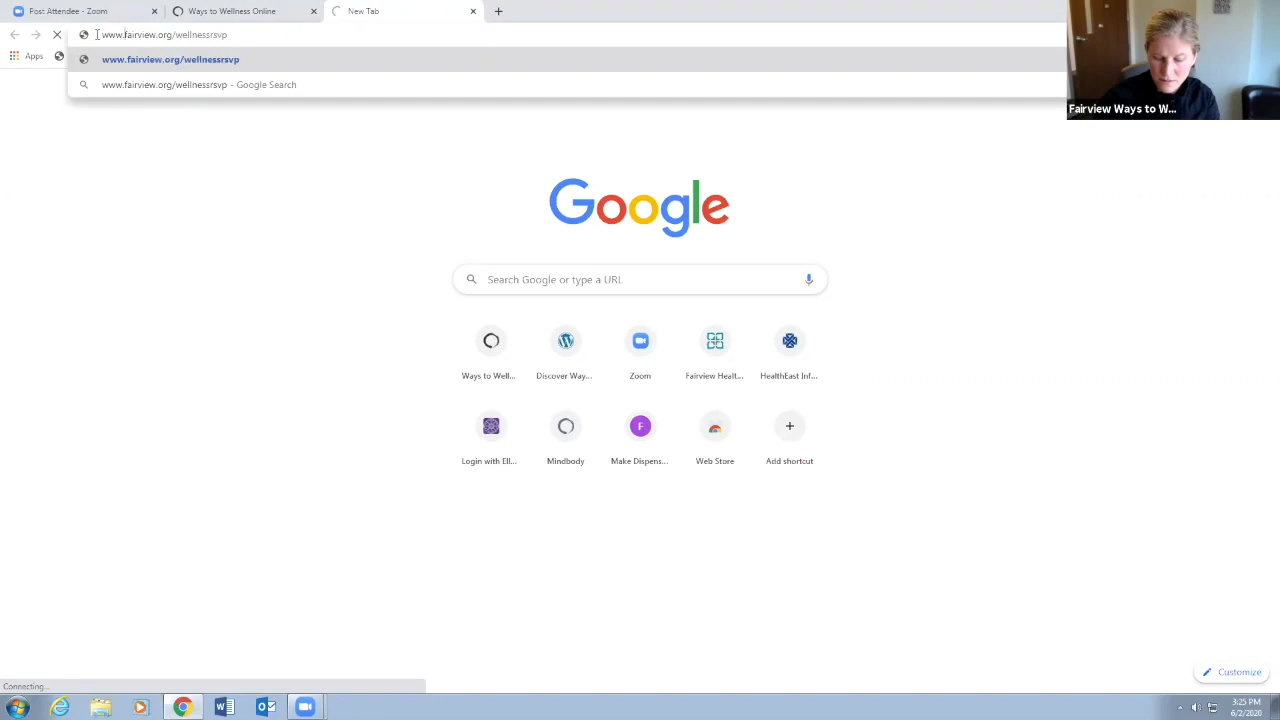 Post Attendee - Zoom
Ways to Wellness Online
New Tab
www.fairview.org/wellnessrsvp
Apps
www.fairview.org/wellnessrsvp
www.fairview.org/wellnessrsvp - Google Search
Fairview Ways to W...
Google
Search Google or type a URL
Ways to Well...
Discover Way...
Zoom
Fairview Healt...
HealthEast Inf...
F
Login with Ell...
Mindbody
Make Dispens...
Web Store
Add shortcut
Customize
Connecting...
3:25 PM
6/2/2020